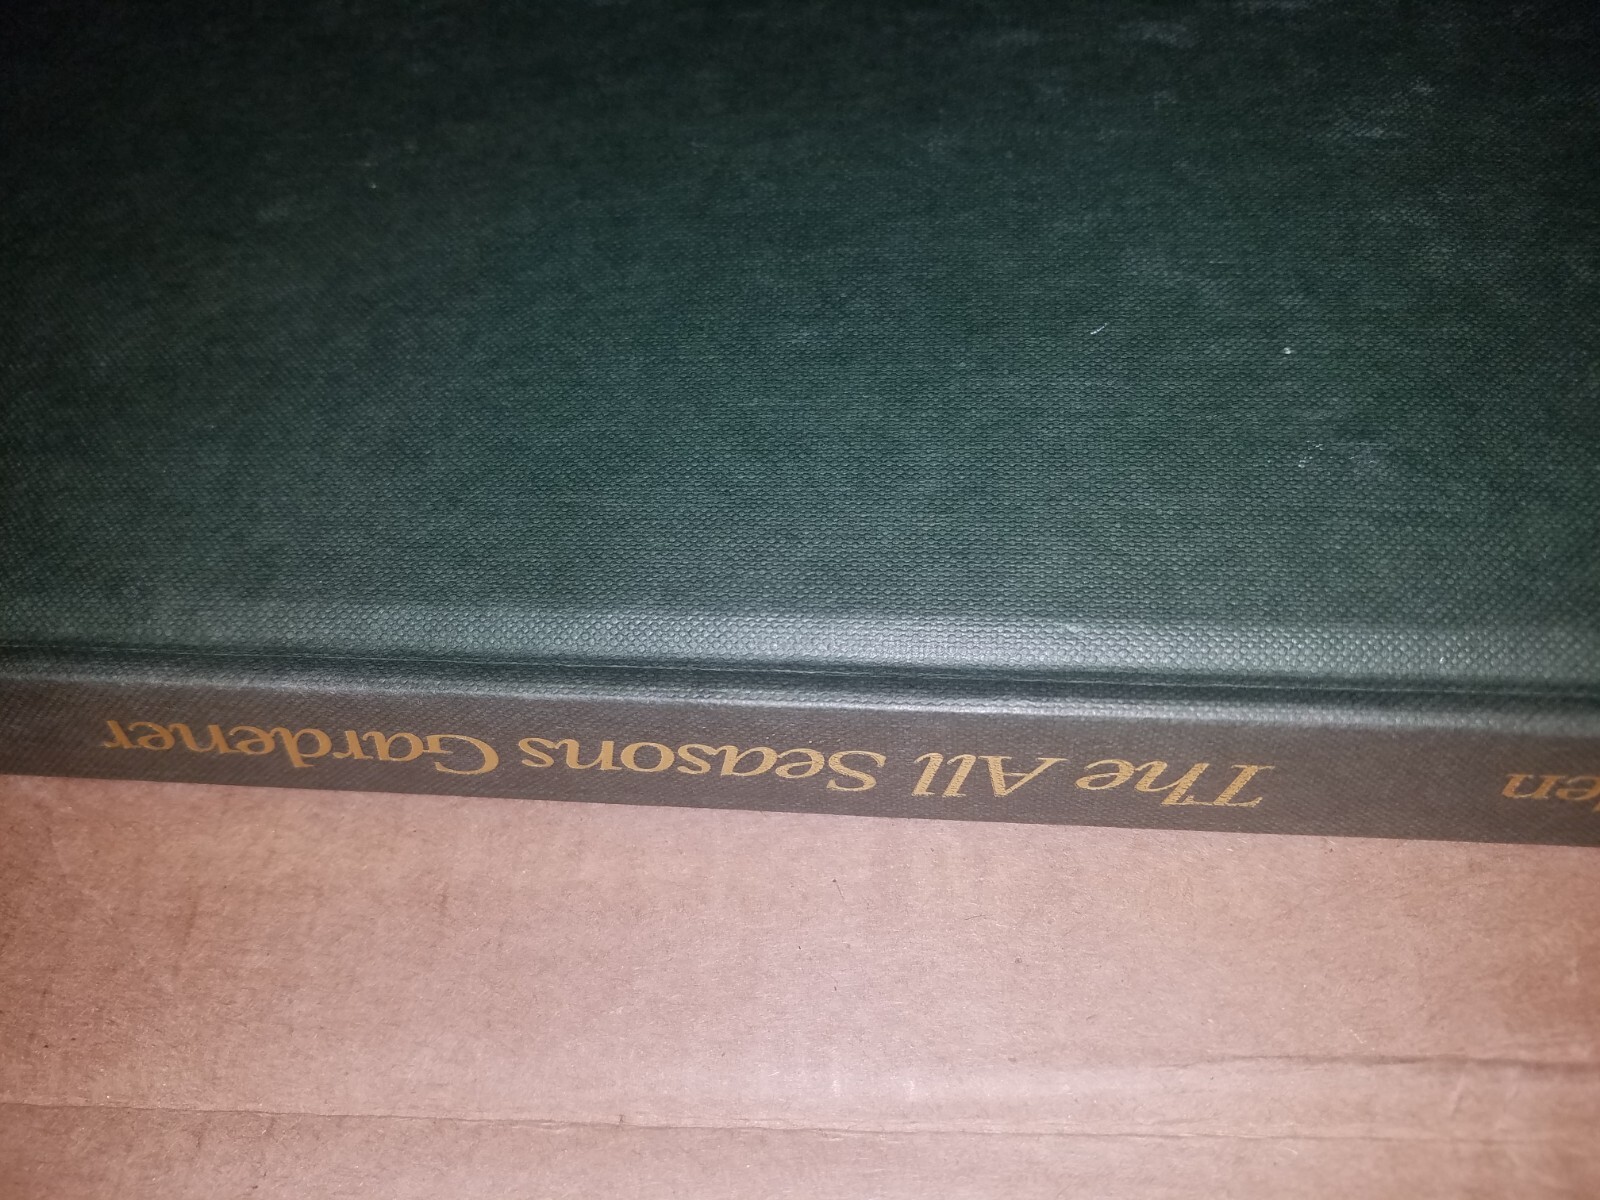 The All Seasons Gardener